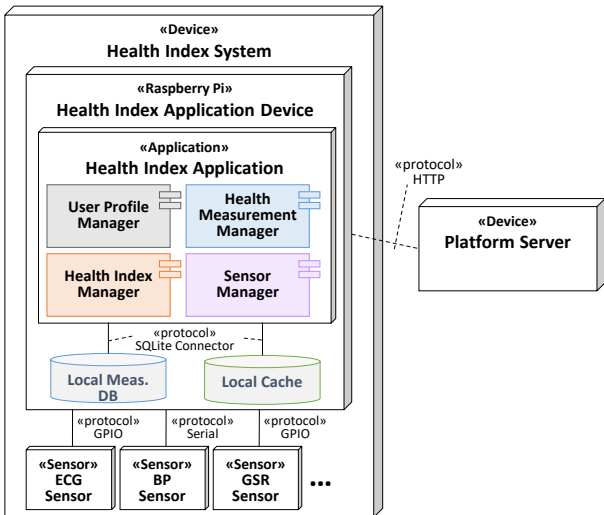 «Device»
Health Index System
«Raspberry Pi»
Health Index Application Device
«Application»
Health Index Application
User Profile
Manager
Health
Measurement
Manager
Health Index
Manager
Sensor
Manager
«protocol»
SQLite Connector
Local Meas.
DB
Local Cache
«protocol»
HTTP
«Device»
Platform Server
«protocol»
GPIO
«protocol»
Serial
«protocol»
GPIO
«Sensor»
ECG
Sensor
«Sensor»
BP
Sensor
«Sensor»
GSR
Sensor
...